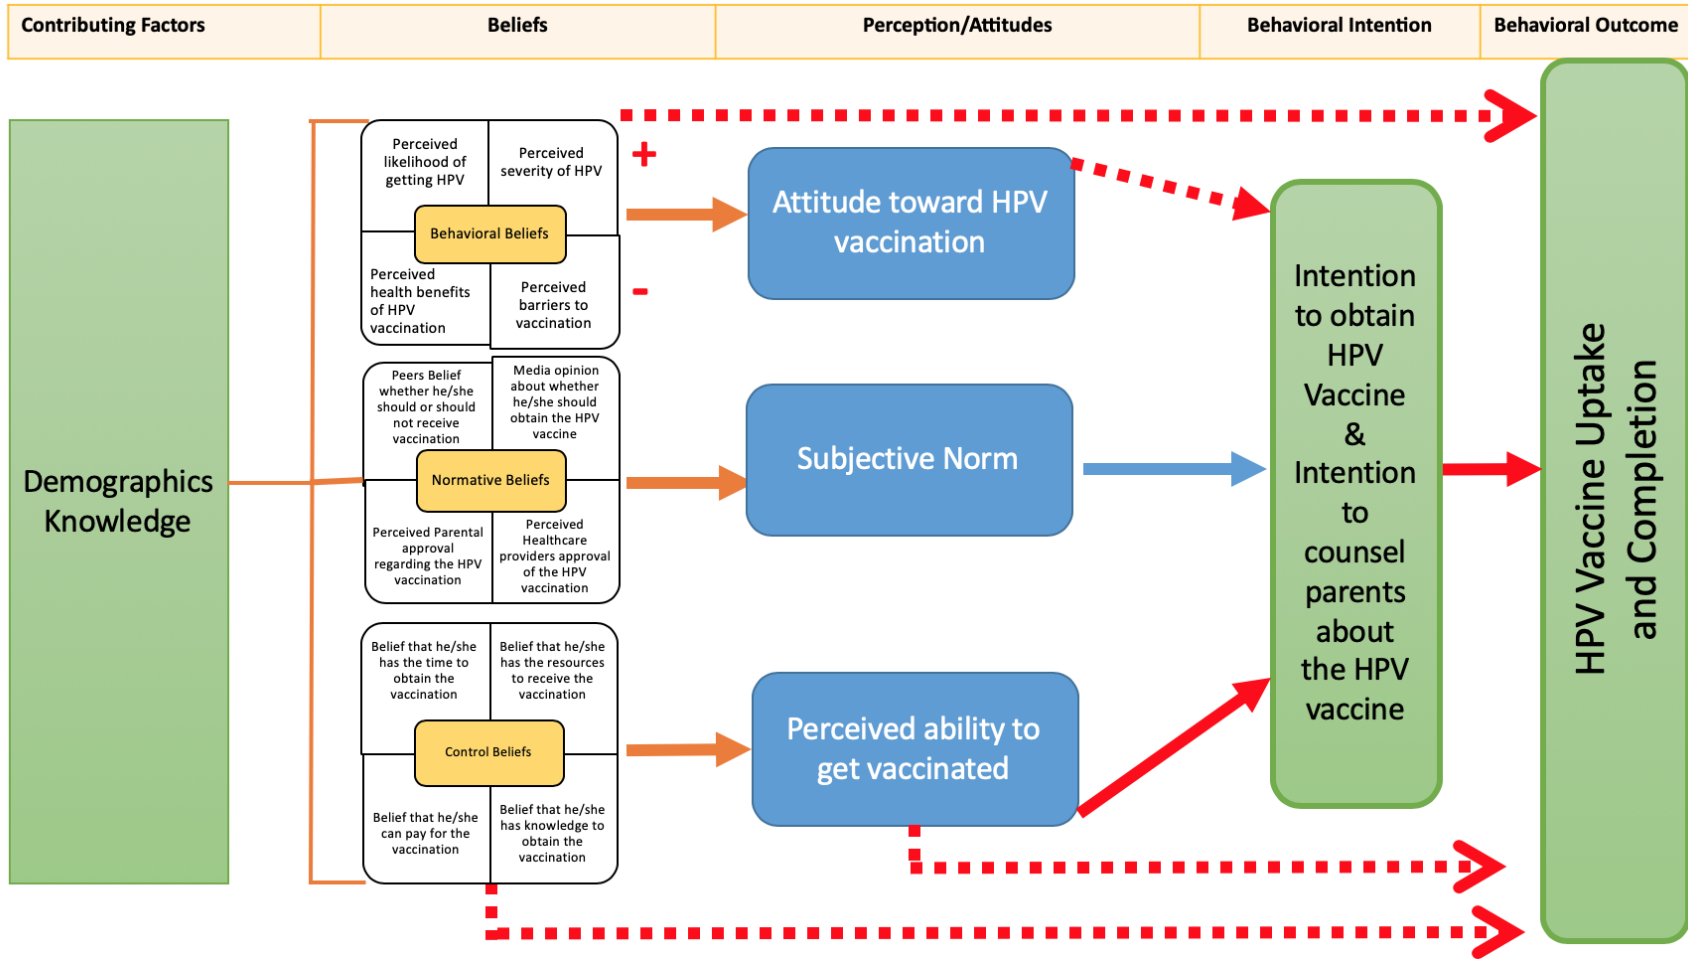 Contributing Factors
Beliefs
Perception/Attitudes
Behavioral Intention
Behavioral Outcome
Demographics
Knowledge
Perceived
likelihood of
getting HPV
Perceived
severity of HPV
+
Behavioral Beliefs
Perceived
health benefits
of HPV
vaccination
Perceived
barriers to
vaccination
-
Peers Belief
whether he/she
should or should
not receive
vaccination
Media opinion
about whether
he/she should
obtain the HPV
vaccine
Normative Beliefs
Perceived Parental
approval
regarding the HPV
vaccination
Perceived
Healthcare
providers approval
of the HPV
vaccination
Belief that he/she
has the time to
obtain the
vaccination
Belief that he/she
has the resources
to receive the
vaccination
Control Beliefs
Belief that he/she
can pay for the
vaccination
Belief that he/she
has knowledge to
obtain the
vaccination
Attitude toward HPV
vaccination
Subjective Norm
Perceived ability to
get vaccinated
Intention
to obtain
HPV
Vaccine
&
Intention
to
counsel
parents
about
the HPV
vaccine
HPV Vaccine Uptake
and Completion